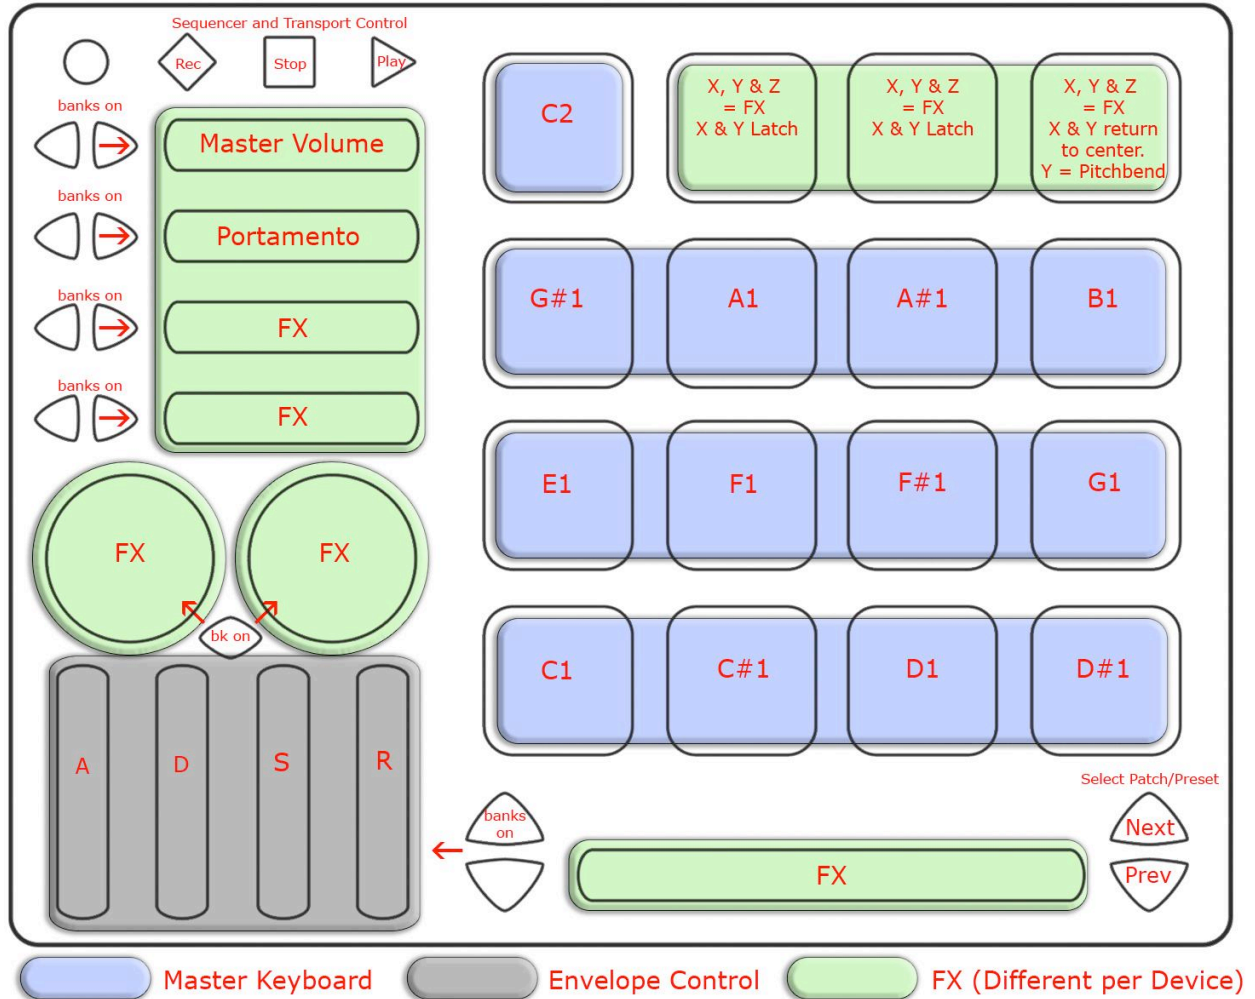 Sequencer and Transport Control
Rec
Stop
Play
banks on
Master Volume
banks on
Portamento
banks on
FX
banks on
FX
C2
X, Y & Z
= FX
X & Y Latch
X, Y & Z
= FX
X & Y Latch
X, Y & Z
= FX
X & Y return
to center.
Y = Pitchbend
G#1
A1
A#1
B1
E1
F1
F#1
G1
C1
C#1
D1
D#1
FX
FX
bk on
A
D
S
R
banks
on
FX
Select Patch/Preset
Next
Prev
Master Keyboard
Envelope Control
FX (Different per Device)